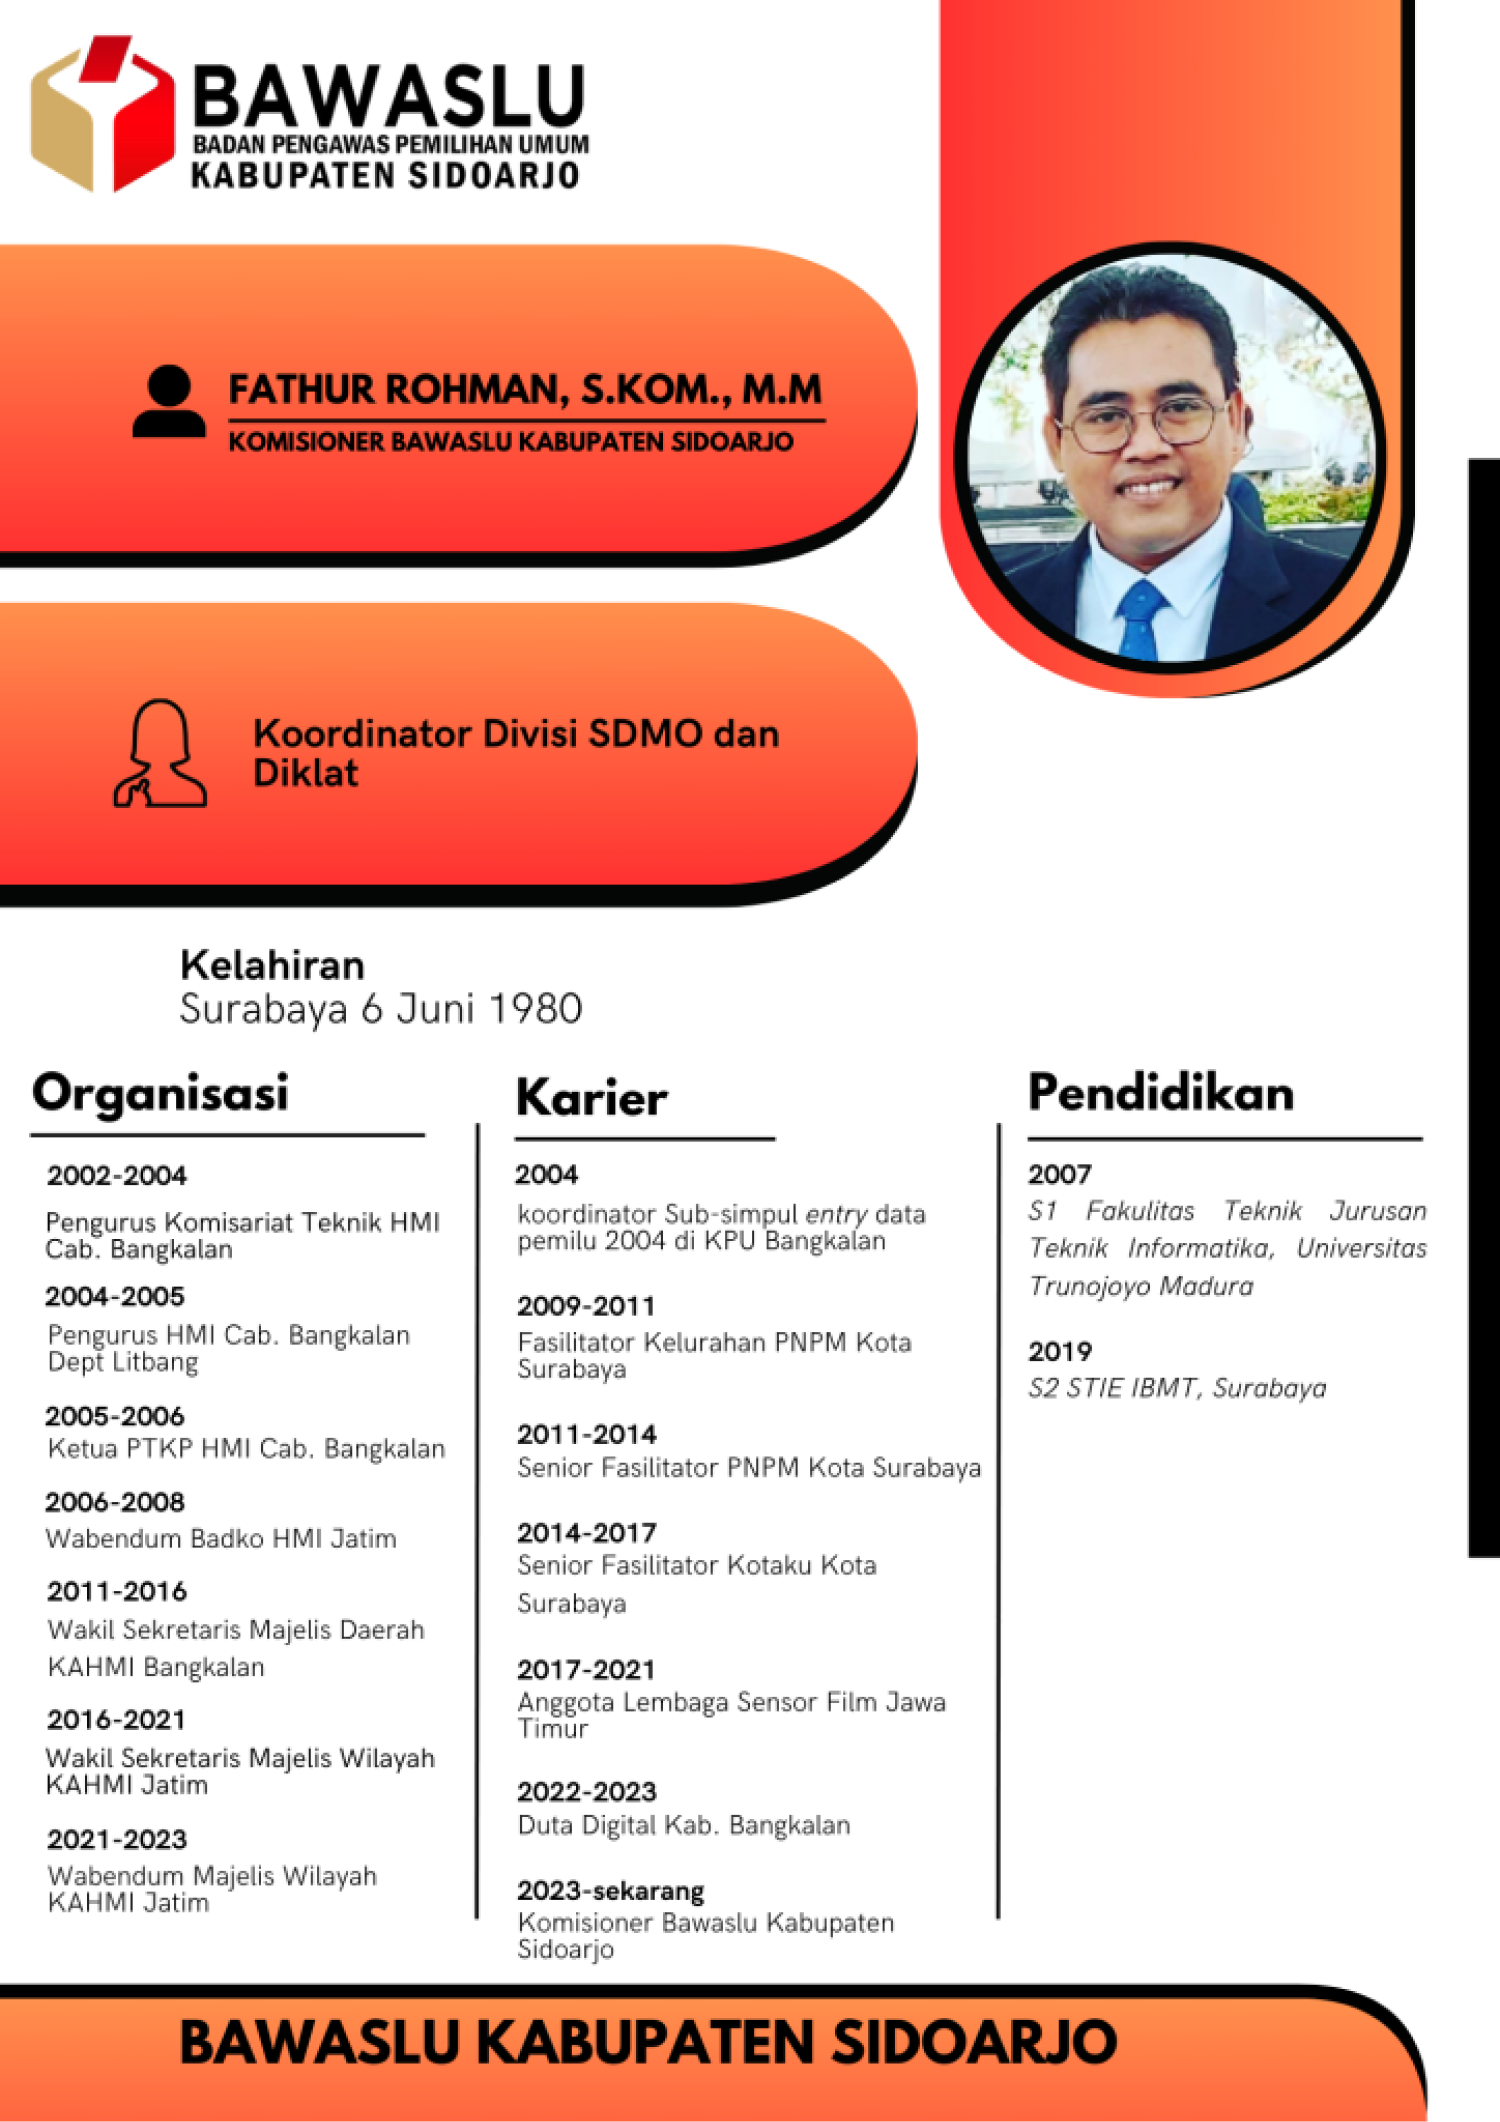 BAWASLU
BADAN PENGAWAS PEMILIHAN UMUM
KABUPATEN SIDOARJO
FATHUR ROHMAN, S.KOM., M.M
KOMISIONER BAWASLU KABUPATEN SIDOARJO
Koordinator Divisi SDMO dan
Diklat
Kelahiran
Surabaya 6 Juni 1980
Organisasi
2002-2004
Pengurus Komisariat Teknik HMI
Cab. Bangkalan
2004-2005
Pengurus HMI Cab. Bangkalan
Dept Litbang
2005-2006
Ketua PTKP HMI Cab. Bangkalan
2006-2008
Wabendum Badko HMI Jatim
2011-2016
Wakil Sekretaris Majelis Daerah
KAHMI Bangkalan
2016-2021
Wakil Sekretaris Majelis Wilayah
KAHMI Jatim
2021-2023
Wabendum Majelis Wilayah
KAHMI Jatim
Karier
2004
koordinator Sub-simpul entry data
pemilu 2004 di KPU Bangkalan
2009-2011
Fasilitator Kelurahan PNPM Kota
Surabaya
2011-2014
Senior Fasilitator PNPM Kota Surabaya
2014-2017
Senior Fasilitator Kotaku Kota
Surabaya
2017-2021
Anggota Lembaga Sensor Film Jawa
Timur
2022-2023
Duta Digital Kab. Bangkalan
2023-sekarang
Komisioner Bawaslu Kabupaten
Sidoarjo
Pendidikan
2007
S1 Fakulitas Teknik Jurusan
Teknik Informatika, Universitas
Trunojoyo Madura
2019
S2 STIE IBMT, Surabaya
BAWASLU KABUPATEN SIDOARJO